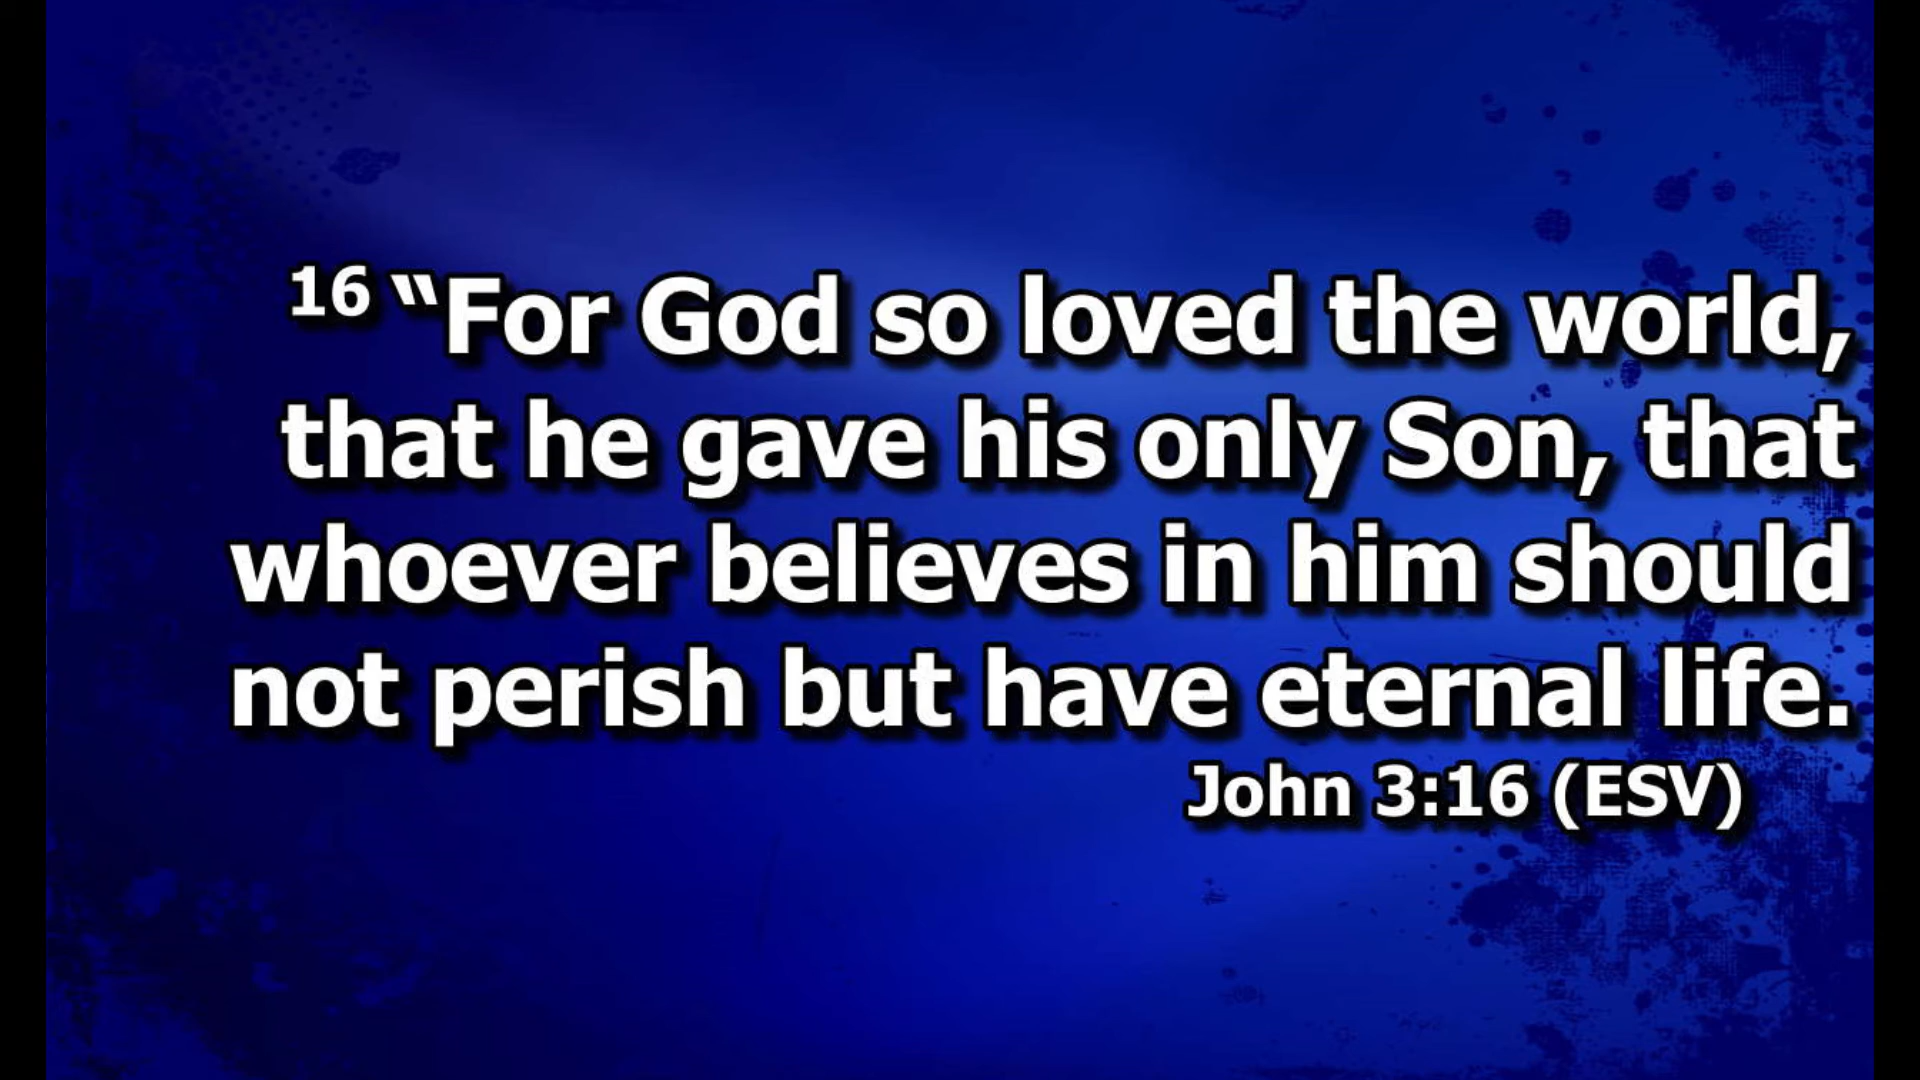 16 “For God so loved the world,
that he gave his only Son, that
whoever believes in him should
not perish but have eternal life.
John 3:16 (ESV)